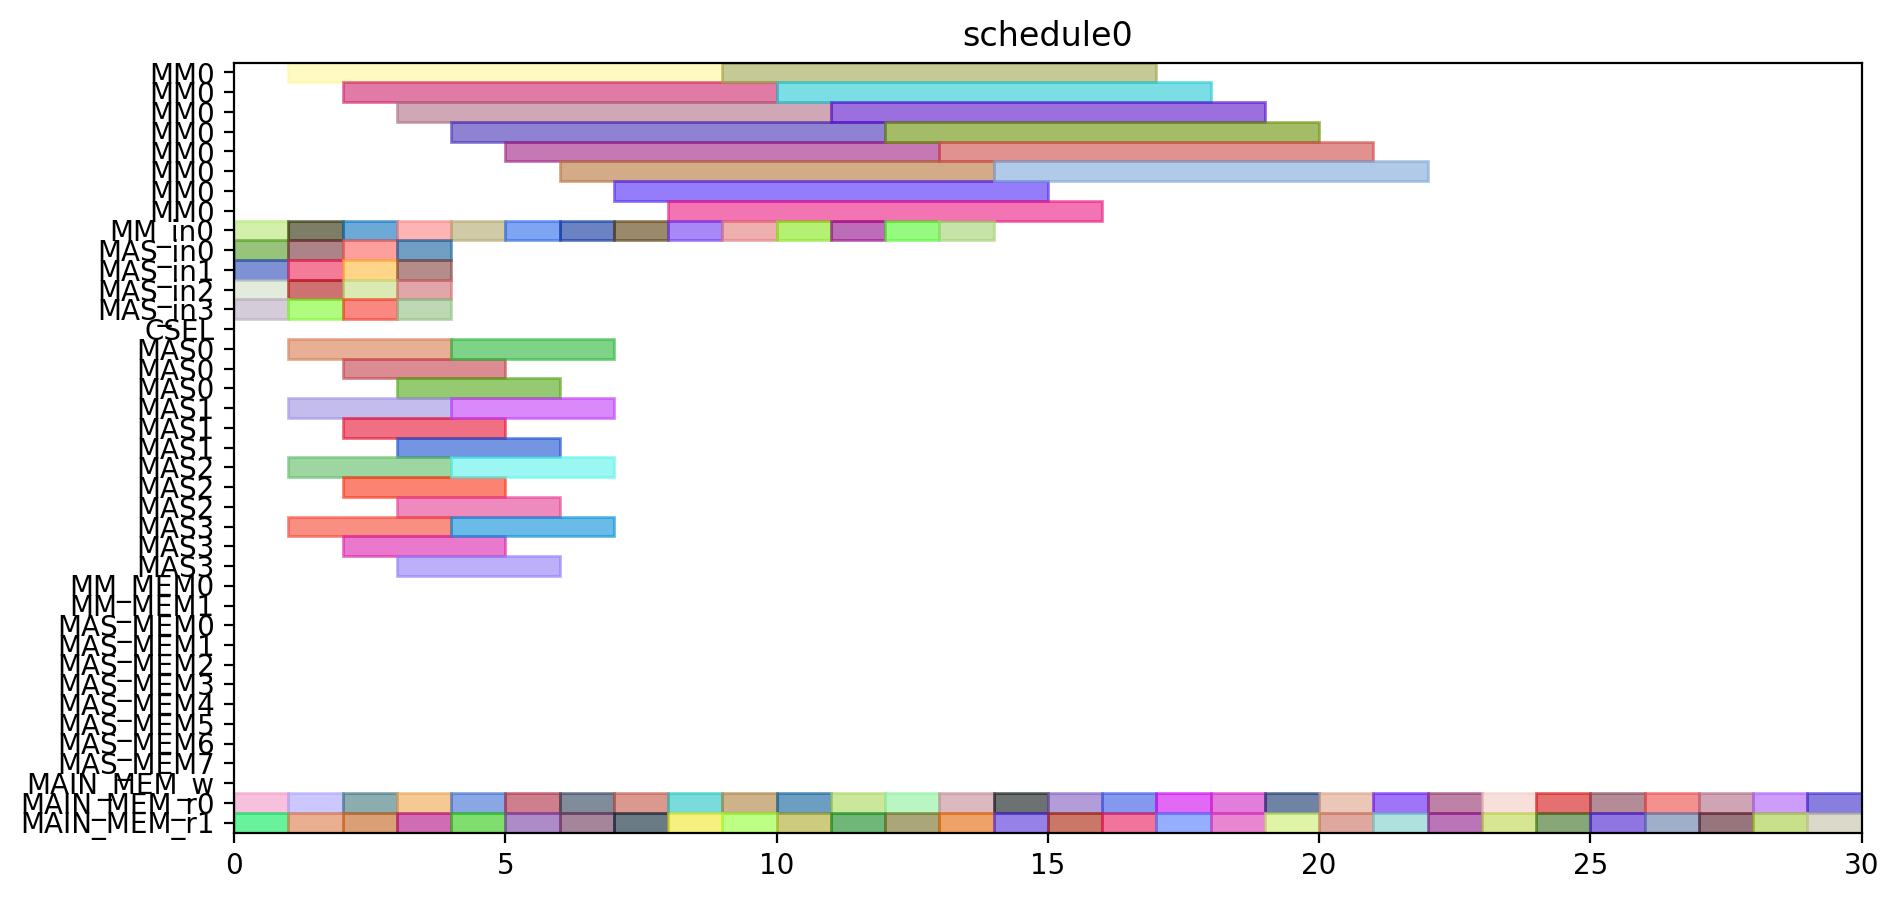 schedule0
MM0
MM0
MM0
MM0
MM0
MM0
MM0
MM0
MM_in0
MAS_in0
MAS_in1
MAS_in2
MAS_in3
CSEL
MAS0
MAS0
MAS0
MAS1
MAS1
MAS1
MAS2
MAS2
MAS2
MAS3
MAS3
MAS3
MM_MEM0
MM_MEM1
MAS_MEM0
MAS_MEM1
MAS_MEM2
MAS_MEM3
MAS_MEM4
MAS_MEM5
MAS_MEM6
MAS_MEM7
MAIN_MEM_w
MAIN_MEM_r0
MAIN_MEM_r1
0 5 10 15 20 25 30